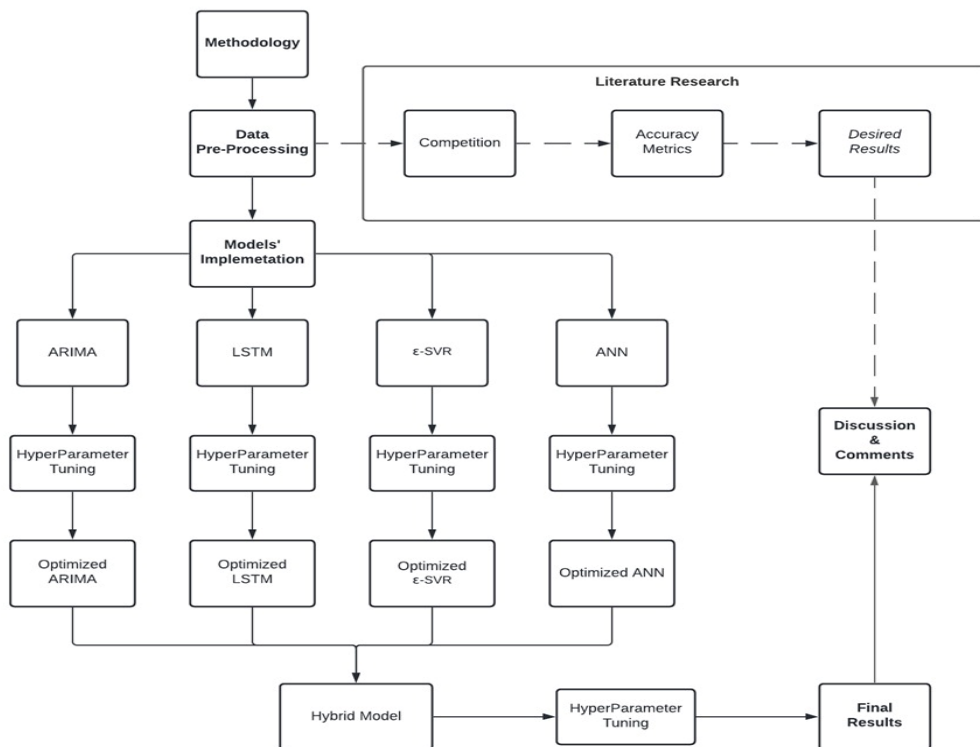 Methodology
Literature Research
Data
Pre-Processing
Competition
Accuracy
Metrics
Desired
Results
Models'
Implemetation
ARIMA
LSTM
ε-SVR
ANN
HyperParameter
Tuning
HyperParameter
Tuning
HyperParameter
Tuning
HyperParameter
Tuning
Discussion
&
Comments
Optimized
ARIMA
Optimized
LSTM
Optimized
ε-SVR
Optimized ANN
Hybrid Model
HyperParameter
Tuning
Final
Results